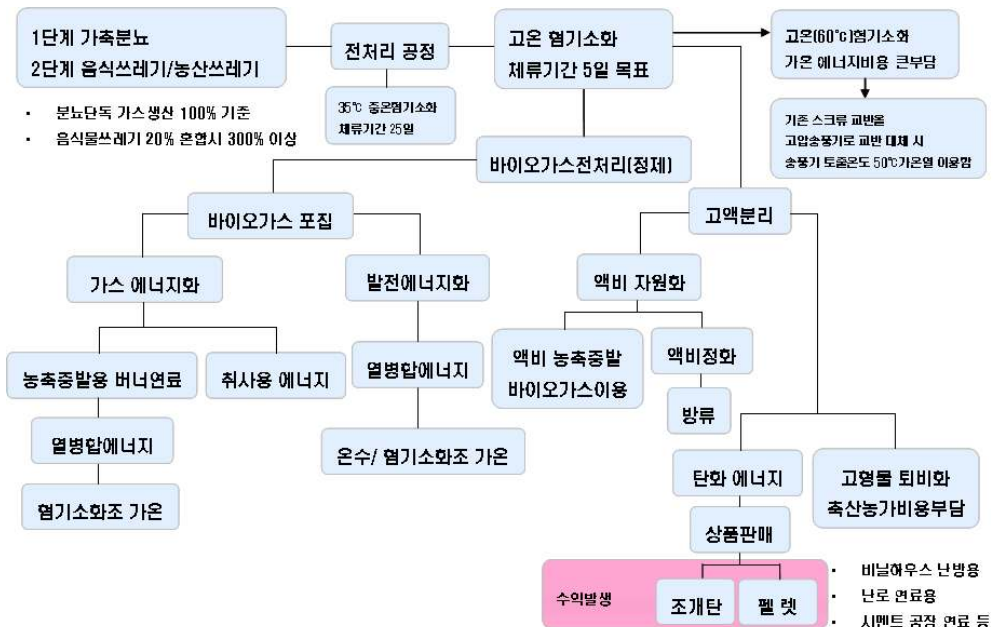 1단계 가축분뇨
2단계 음식쓰레기/농산쓰레기
전처리 공정
고온 혐기소화
체류기간 5일 목표
고온(60℃)혐기소화
가온 에너지비용 큰부담
• 분뇨단독 가스생산 100% 기준
• 음식물쓰레기 20% 혼합시 300% 이상
35℃ 중온혐기소화
체류기간 25일
기존 스크류 교반을
고압송풍기로 교반 대체 시
송풍기 토출온도 50℃가온열 이용함
바이오가스전처리(정제)
바이오가스 포집
고액분리
가스 에너지화
발전에너지화
액비 자원화
농축증발용 버너연료
취사용 에너지
열병합에너지
액비 농축증발
바이오가스이용
액비정화
방류
열병합에너지
온수/ 혐기소화조 가온
혐기소화조 가온
탄화 에너지
고형물 퇴비화
축산농가비용부담
상품판매
수익발생
조개탄
펠 렛
• 비닐하우스 난방용
• 난로 연료용
• 시멘트 공장 연료 등